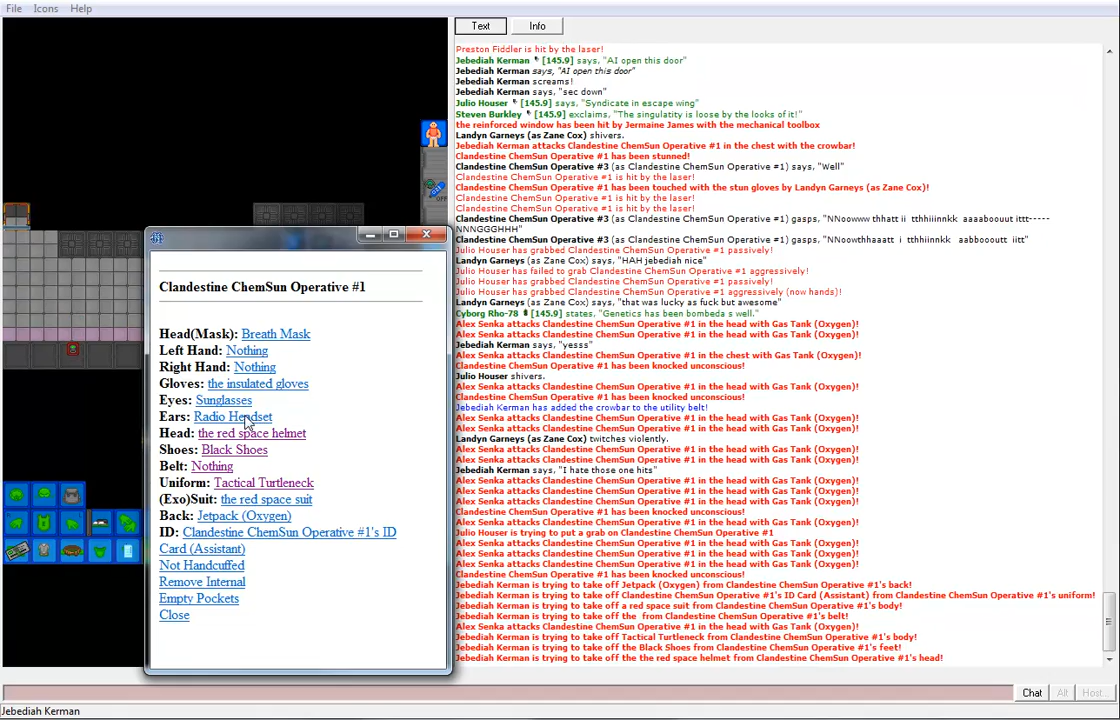 File Icons Help
Text Info
Preston Fiddler is hit by the laser!
Jebediah Kerman [145.9] says, "AI open this door"
Jebediah Kerman says, "AI open this door"
Jebediah Kerman screams!
Jebediah Kerman says, "sec down"
Julio Houser [145.9] says, "Syndicate in escape wing"
Steven Burkley [145.9] exclaims, "The singulatity is loose by the looks of it!"
the reinforced window has been hit by Jermaine James with the mechanical toolbox
Landyn Garneys (as Zane Cox) shivers.
Jebediah Kerman attacks Clandestine ChemSun Operative #1 in the chest with the crowbar!
Clandestine ChemSun Operative #1 has been stunned!
Clandestine ChemSun Operative #3 (as Clandestine ChemSun Operative #1) says, "Well"
Clandestine ChemSun Operative #1 is hit by the laser!
Clandestine ChemSun Operative #1 has been touched with the stun gloves by Landyn Garneys (as Zane Cox)!
Clandestine ChemSun Operative #1 is hit by the laser!
Clandestine ChemSun Operative #1 is hit by the laser!
Clandestine ChemSun Operative #3 (as Clandestine ChemSun Operative #1) gasps, "NNoowww thhatt ii tthhiiinnkk aaaabooouut ittt-----
NNNGGGHHH"
Clandestine ChemSun Operative #3 (as Clandestine ChemSun Operative #1) gasps, "NNoowthhaaatt i tthhiinnkk aabbooouutt iitt"
Julio Houser has grabbed Clandestine ChemSun Operative #1 passively!
Landyn Garneys (as Zane Cox) says, "HAH jebediah nice"
Julio Houser has failed to grab Clandestine ChemSun Operative #1 aggressively!
Julio Houser has grabbed Clandestine ChemSun Operative #1 passively!
Julio Houser has grabbed Clandestine ChemSun Operative #1 aggressively (now hands)!
Landyn Garneys (as Zane Cox) says, "that was lucky as fuck but awesome"
Cyborg Rho-78 [145.9] states, "Genetics has been bombeda s well."
Alex Senka attacks Clandestine ChemSun Operative #1 in the head with Gas Tank (Oxygen)!
Alex Senka attacks Clandestine ChemSun Operative #1 in the head with Gas Tank (Oxygen)!
Jebediah Kerman says, "yesss"
Alex Senka attacks Clandestine ChemSun Operative #1 in the chest with Gas Tank (Oxygen)!
Clandestine ChemSun Operative #1 has been knocked unconscious!
Julio Houser shivers.
Alex Senka attacks Clandestine ChemSun Operative #1 in the head with Gas Tank (Oxygen)!
Clandestine ChemSun Operative #1 has been knocked unconscious!
Jebediah Kerman has added the crowbar to the utility belt!
Alex Senka attacks Clandestine ChemSun Operative #1 in the head with Gas Tank (Oxygen)!
Alex Senka attacks Clandestine ChemSun Operative #1 in the head with Gas Tank (Oxygen)!
Landyn Garneys (as Zane Cox) twitches violently.
Alex Senka attacks Clandestine ChemSun Operative #1 in the head with Gas Tank (Oxygen)!
Alex Senka attacks Clandestine ChemSun Operative #1 in the head with Gas Tank (Oxygen)!
Jebediah Kerman says, "I hate those one hits"
Alex Senka attacks Clandestine ChemSun Operative #1 in the head with Gas Tank (Oxygen)!
Alex Senka attacks Clandestine ChemSun Operative #1 in the head with Gas Tank (Oxygen)!
Alex Senka attacks Clandestine ChemSun Operative #1 in the head with Gas Tank (Oxygen)!
Clandestine ChemSun Operative #1 has been knocked unconscious!
Alex Senka attacks Clandestine ChemSun Operative #1 in the head with Gas Tank (Oxygen)!
Julio Houser is trying to put a grab on Clandestine ChemSun Operative #1
Alex Senka attacks Clandestine ChemSun Operative #1 in the head with Gas Tank (Oxygen)!
Alex Senka attacks Clandestine ChemSun Operative #1 in the head with Gas Tank (Oxygen)!
Alex Senka attacks Clandestine ChemSun Operative #1 in the head with Gas Tank (Oxygen)!
Clandestine ChemSun Operative #1 has been knocked unconscious!
Jebediah Kerman is trying to take off Jetpack (Oxygen) from Clandestine ChemSun Operative #1's back!
Jebediah Kerman is trying to take off Clandestine ChemSun Operative #1's ID Card (Assistant) from Clandestine ChemSun Operative #1's uniform!
Jebediah Kerman is trying to take off a red space suit from Clandestine ChemSun Operative #1's body!
Jebediah Kerman is trying to take off the from Clandestine ChemSun Operative #1's belt!
Alex Senka attacks Clandestine ChemSun Operative #1 in the head with Gas Tank (Oxygen)!
Jebediah Kerman is trying to take off Tactical Turtleneck from Clandestine ChemSun Operative #1's body!
Jebediah Kerman is trying to take off the Black Shoes from Clandestine ChemSun Operative #1's feet!
Jebediah Kerman is trying to take off the the red space helmet from Clandestine ChemSun Operative #1's head!
OFF
Clandestine ChemSun Operative #1
Head(Mask): Breath Mask
Left Hand: Nothing
Right Hand: Nothing
Gloves: the insulated gloves
Eyes: Sunglasses
Ears: Radio Headset
Head: the red space helmet
Shoes: Black Shoes
Belt: Nothing
Uniform: Tactical Turtleneck
(Exo)Suit: the red space suit
Back: Jetpack (Oxygen)
ID: Clandestine ChemSun Operative #1's ID
Card (Assistant)
Not Handcuffed
Remove Internal
Empty Pockets
Close
Chat Alt Host...
Jebediah Kerman